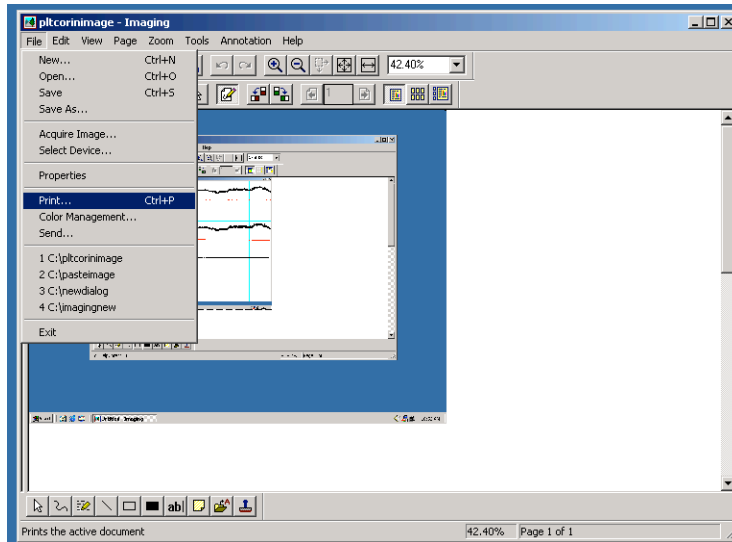 pltcorinimage - Imaging
File Edit View Page Zoom Tools Annotation Help
New... Ctrl+N
Open... Ctrl+O
Save Ctrl+S
Save As...
Acquire Image...
Select Device...
Properties
Print... Ctrl+P
Color Management...
Send...
1 C:\pltcorinimage
2 C:\pasteimage
3 C:\newdialog
4 C:\imagingnew
Exit
42.40%
1
Help
ab|
Prints the active document
42.40% Page 1 of 1